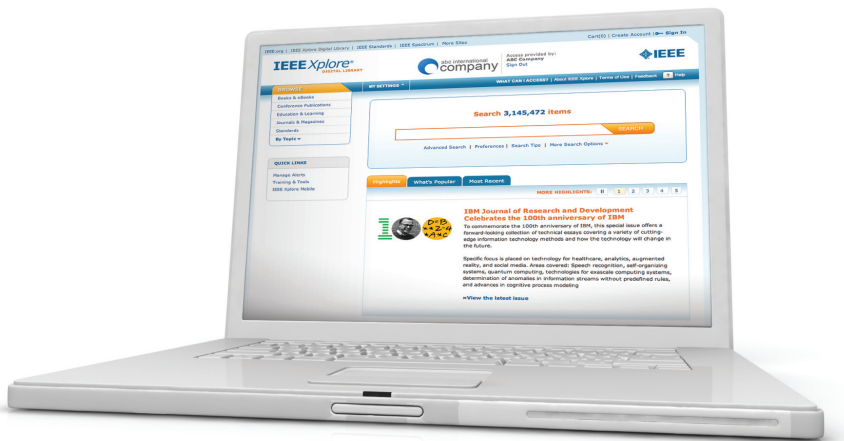 IEEE.org | IEEE Xplore Digital Library | IEEE Standards | IEEE Spectrum | More Sites
Cart(0) | Create Account | Sign In
IEEE Xplore®
DIGITAL LIBRARY
abc international
company
Access provided by:
ABC Company
Sign Out
IEEE
BROWSE
MY SETTINGS
WHAT CAN I ACCESS? | About IEEE Xplore | Terms of Use | Feedback ? Help
Books & eBooks
Conference Publications
Education & Learning
Journals & Magazines
Standards
By Topic
Search 3,145,472 items
SEARCH
Advanced Search | Preferences | Search Tips | More Search Options
QUICK LINKS
Manage Alerts
Training & Tools
IEEE Xplore Mobile
Highlights What's Popular Most Recent
MORE HIGHLIGHTS: II 1 2 3 4 5
IBM Journal of Research and Development
Celebrates the 100th anniversary of IBM
To commemorate the 100th anniversary of IBM, this special issue offers a
forward-looking collection of technical essays covering a variety of cutting-
edge information technology methods and how the technology will change in
the future.
Specific focus is placed on technology for healthcare, analytics, augmented
reality, and social media. Areas covered: Speech recognition, self-organizing
systems, quantum computing, technologies for exascale computing systems,
determination of anomalies in information streams without predefined rules,
and advances in cognitive process modeling
»View the latest issue